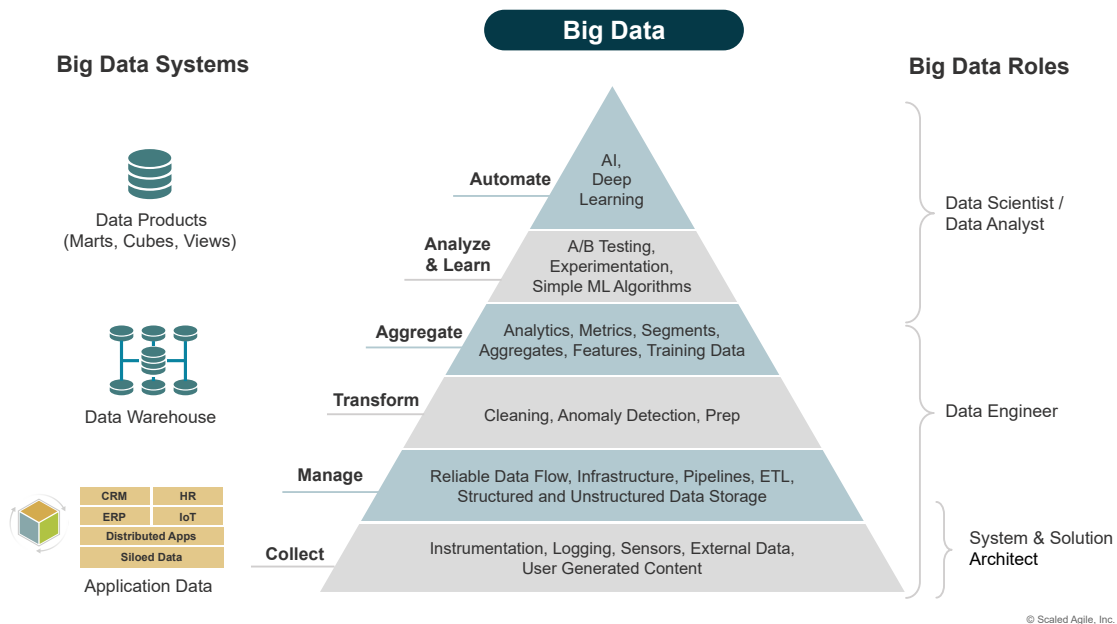 Big Data
Big Data Systems
Big Data Roles
Data Products
(Marts, Cubes, Views)
Data Warehouse
CRM
HR
ERP
IoT
Distributed Apps
Siloed Data
Application Data
Automate
AI,
Deep
Learning
Analyze
& Learn
A/B Testing,
Experimentation,
Simple ML Algorithms
Aggregate
Analytics, Metrics, Segments,
Aggregates, Features, Training Data
Transform
Cleaning, Anomaly Detection, Prep
Manage
Reliable Data Flow, Infrastructure, Pipelines, ETL,
Structured and Unstructured Data Storage
Collect
Instrumentation, Logging, Sensors, External Data,
User Generated Content
Data Scientist /
Data Analyst
Data Engineer
System & Solution
Architect
© Scaled Agile, Inc.